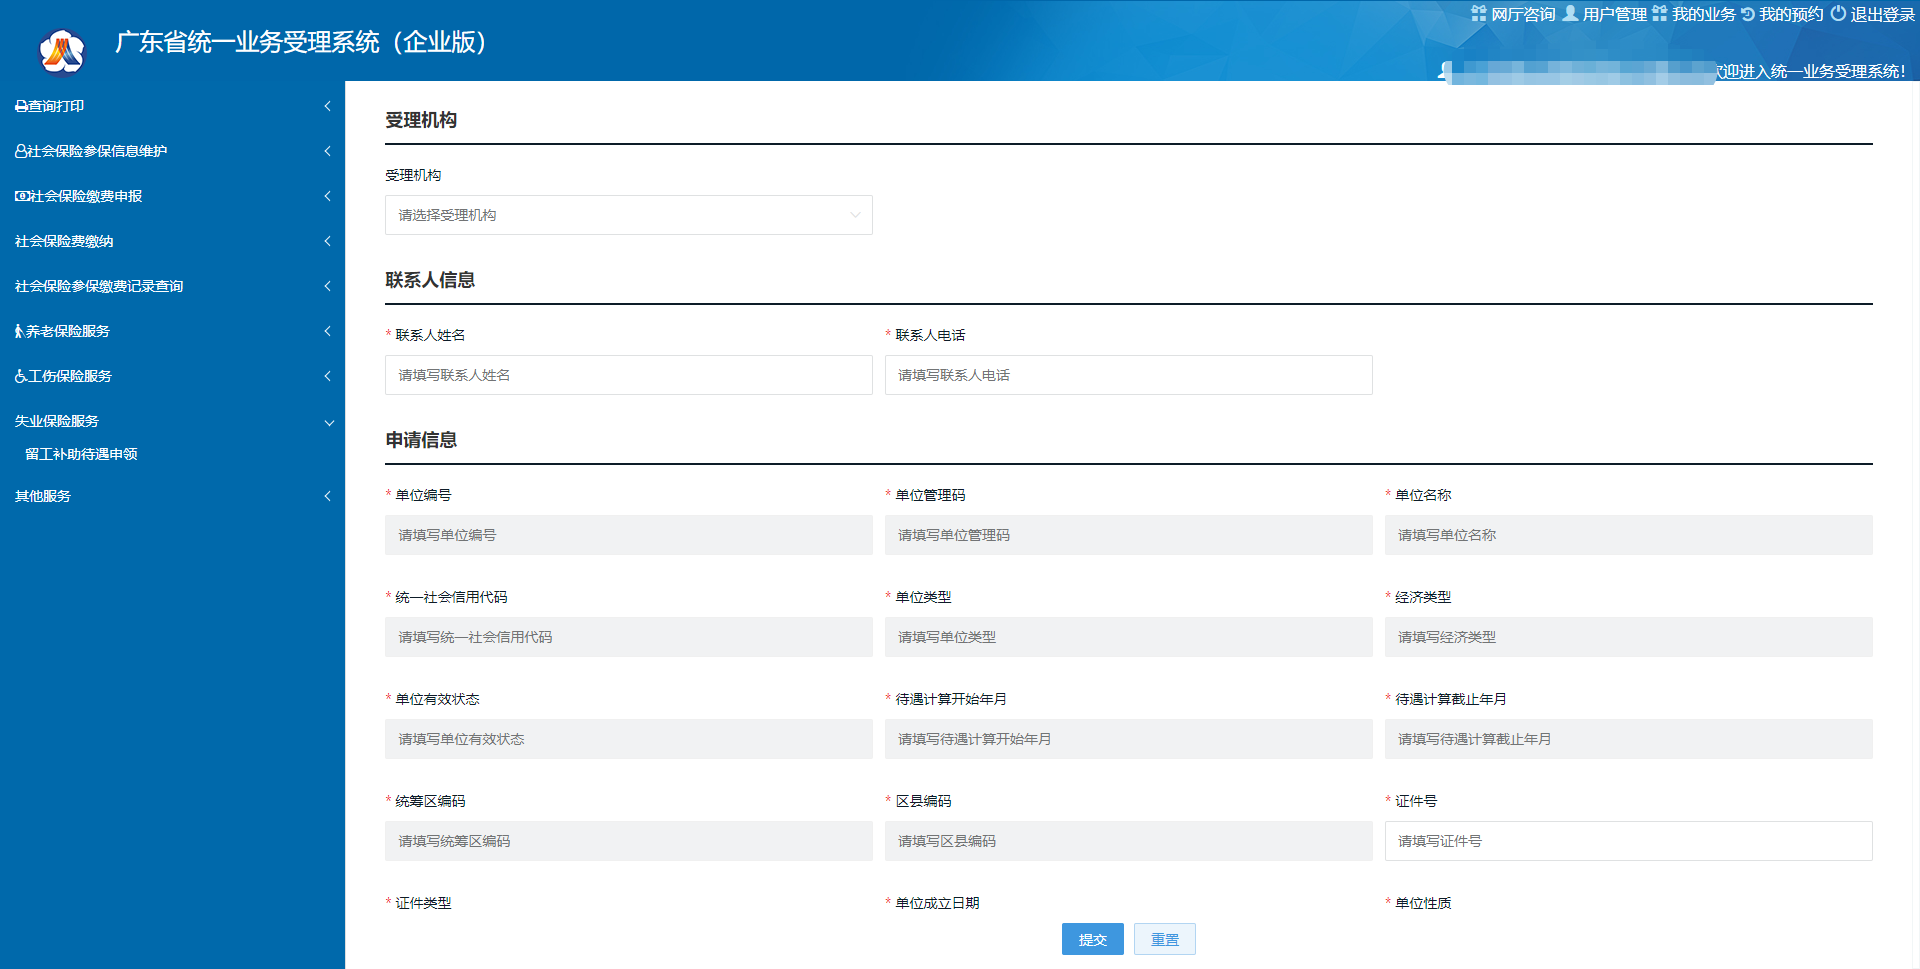 网厅咨询 用户管理 我的业务 我的预约 退出登录
广东省统一业务受理系统（企业版）
迎进入统一业务受理系统！
查询打印
社会保险参保信息维护
社会保险缴费申报
社会保险费缴纳
社会保险参保缴费记录查询
养老保险服务
工伤保险服务
失业保险服务
留工补助待遇申领
其他服务
受理机构
受理机构
请选择受理机构
联系人信息
* 联系人姓名 * 联系人电话
请填写联系人姓名 请填写联系人电话
申请信息
* 单位编号 * 单位管理码 * 单位名称
请填写单位编号 请填写单位管理码 请填写单位名称
* 统一社会信用代码 * 单位类型 * 经济类型
请填写统一社会信用代码 请填写单位类型 请填写经济类型
* 单位有效状态 * 待遇计算开始年月 * 待遇计算截止年月
请填写单位有效状态 请填写待遇计算开始年月 请填写待遇计算截止年月
* 统筹区编码 * 区县编码 * 证件号
请填写统筹区编码 请填写区县编码 请填写证件号
* 证件类型 * 单位成立日期 * 单位性质
提交 重置